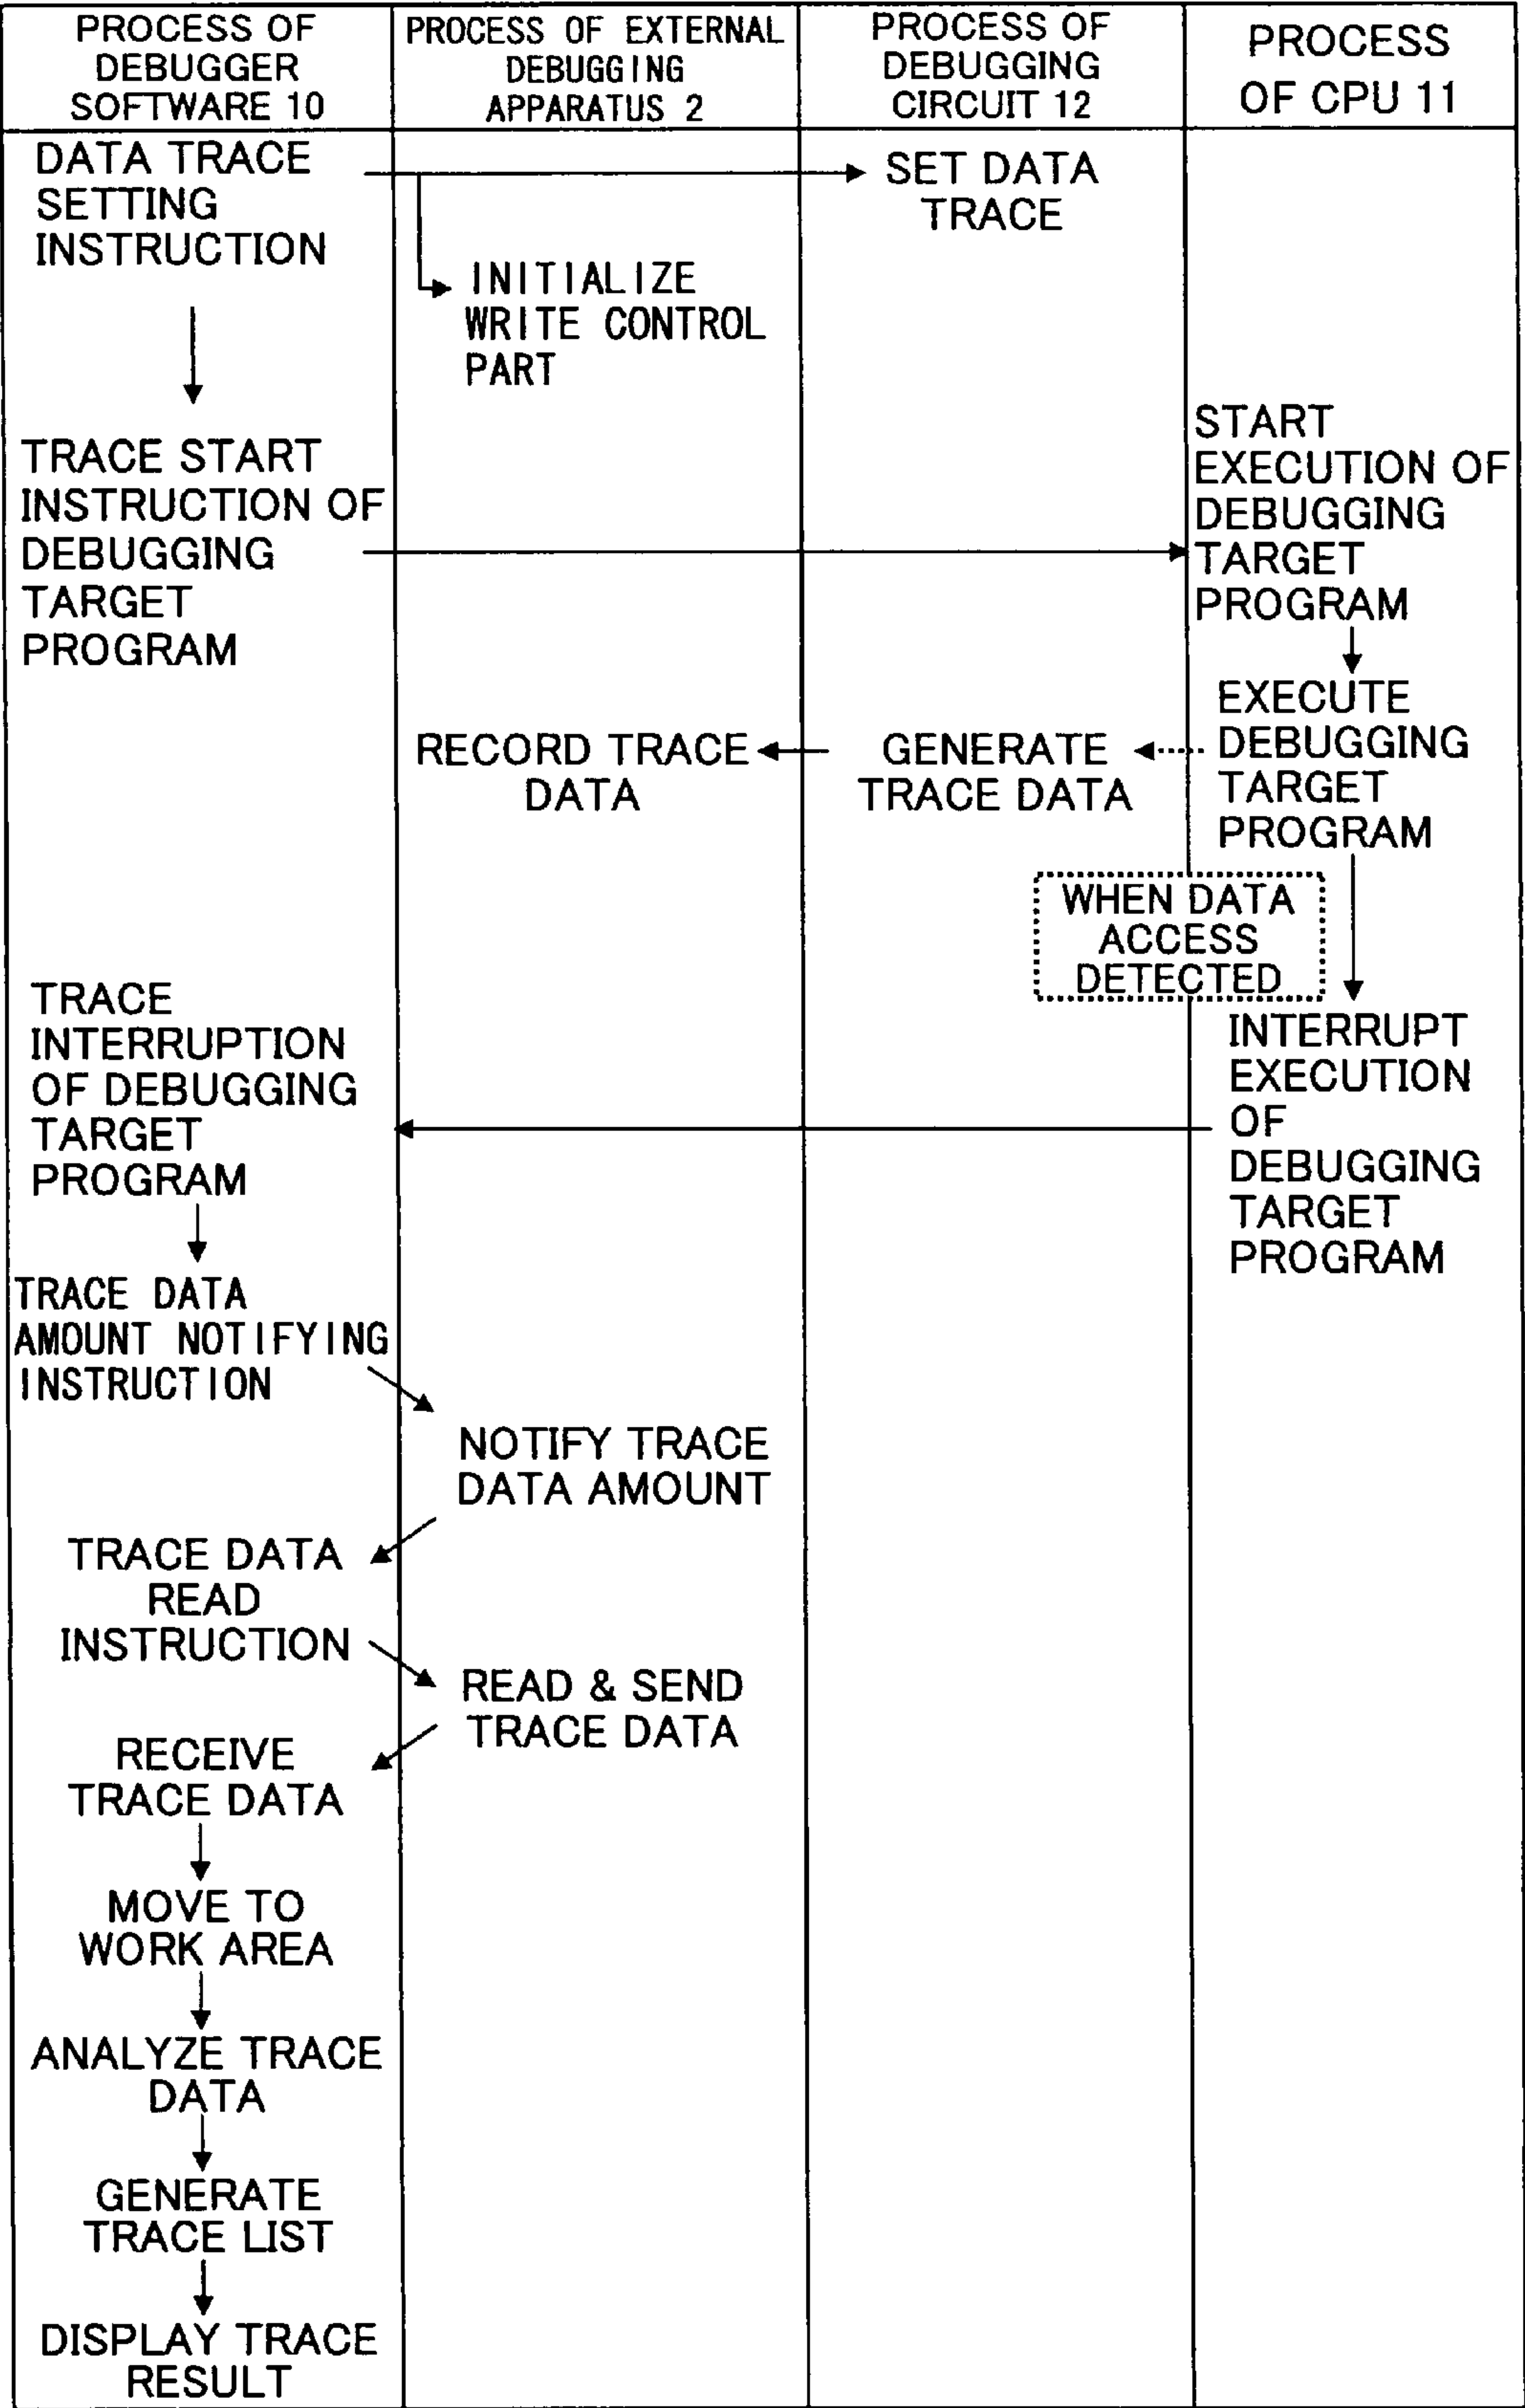 PROCESS OF
DEBUGGER
SOFTWARE 10
PROCESS OF EXTERNAL
DEBUGGING
APPARATUS 2
PROCESS OF
DEBUGGING
CIRCUIT 12
PROCESS
OF CPU 11
DATA TRACE
SETTING
INSTRUCTION
SET DATA
TRACE
INITIALIZE
WRITE CONTROL
PART
TRACE START
INSTRUCTION OF
DEBUGGING
TARGET
PROGRAM
START
EXECUTION OF
DEBUGGING
TARGET
PROGRAM
RECORD TRACE
DATA
GENERATE
TRACE DATA
EXECUTE
DEBUGGING
TARGET
PROGRAM
WHEN DATA
ACCESS
DETECTED
TRACE
INTERRUPTION
OF DEBUGGING
TARGET
PROGRAM
INTERRUPT
EXECUTION
OF
DEBUGGING
TARGET
PROGRAM
TRACE DATA
AMOUNT NOTIFYING
INSTRUCTION
NOTIFY TRACE
DATA AMOUNT
TRACE DATA
READ
INSTRUCTION
READ & SEND
TRACE DATA
RECEIVE
TRACE DATA
MOVE TO
WORK AREA
ANALYZE TRACE
DATA
GENERATE
TRACE LIST
DISPLAY TRACE
RESULT